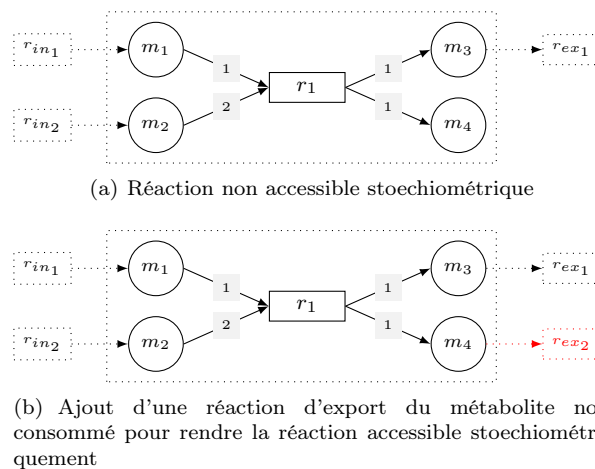 r_in1 m1 1 1 m3 r_ex1
r1
r_in2 m2 2 1 m4
(a) Réaction non accessible stoechiométrique
r_in1 m1 1 1 m3 r_ex1
r1
r_in2 m2 2 1 m4 r_ex2
(b) Ajout d'une réaction d'export du métabolite no
consommé pour rendre la réaction accessible stoechiométri
quement